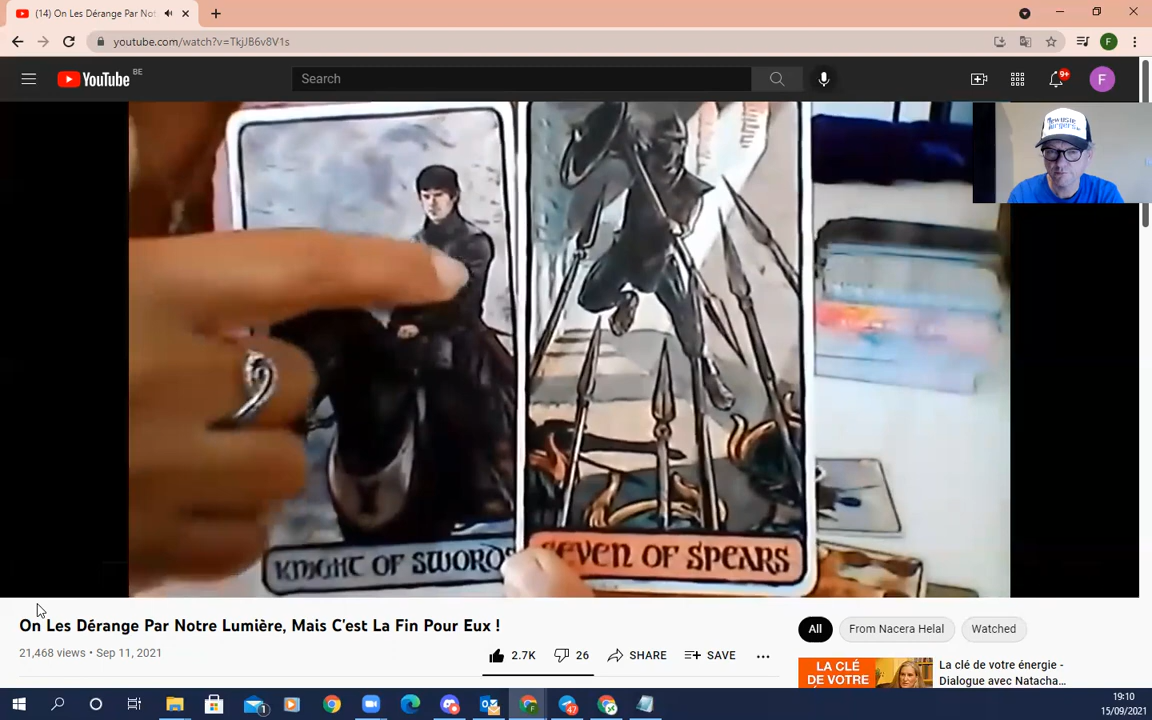 (14) On Les Dérange Par Not
youtube.com/watch?v=TkjJB6v8V1s
YouTube BE
Search
9+
F
KNIGHT OF SWORDS
SEVEN OF SPEARS
On Les Dérange Par Notre Lumière, Mais C'est La Fin Pour Eux !
21,468 views • Sep 11, 2021
2.7K
26
SHARE
SAVE
All
From Nacera Helal
Watched
LA CLÉ
DE VOTRE
La clé de votre énergie -
Dialogue avec Natacha...
19:10
15/09/2021